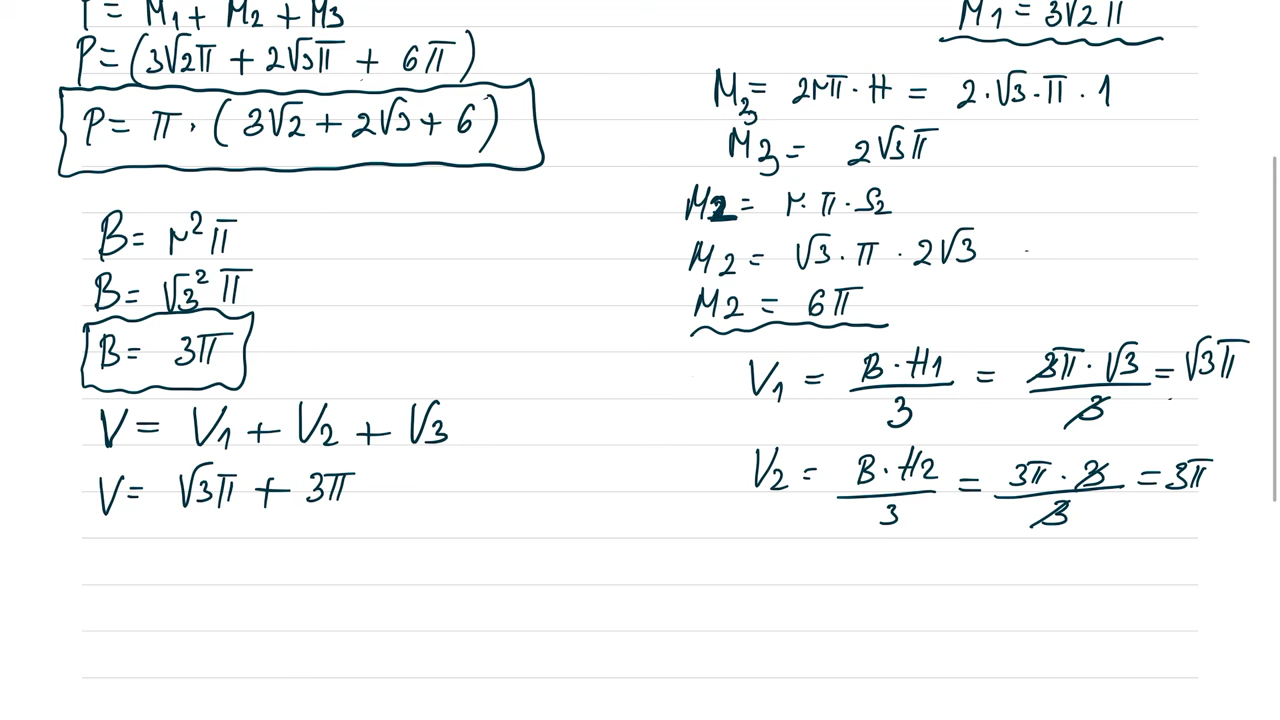 P = M1 + M2 + M3
P = (3√2π + 2√3π + 6π)
P = π · (3√2 + 2√3 + 6)
B = r²π
B = √3² π
B = 3π
V = V1 + V2 + V3
V = √3π + 3π
M1 = 3√2π
M3 = 2rπ · H = 2 · √3 · π · 1
M3 = 2√3π
M2 = r · π · S2
M2 = √3 · π · 2√3
M2 = 6π
V1 = B · H1 / 3 = 3π · √3 / 3 = √3π
V2 = B · H2 / 3 = 3π · 3 / 3 = 3π